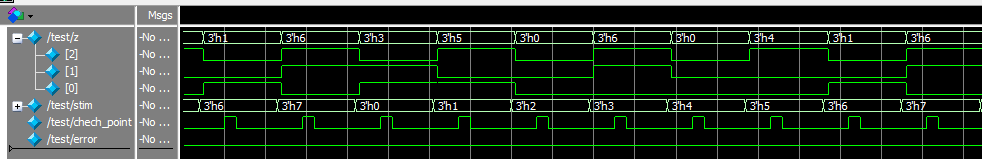 Msgs
/test/z -No ... 3'h1 3'h6 3'h3 3'h5 3'h0 3'h6 3'h0 3'h4 3'h1 3'h6
[2] -No ...
[1] -No ...
[0] -No ...
/test/stim -No ... 3'h6 3'h7 3'h0 3'h1 3'h2 3'h3 3'h4 3'h5 3'h6 3'h7
/test/chech_point -No ...
/test/error -No ...